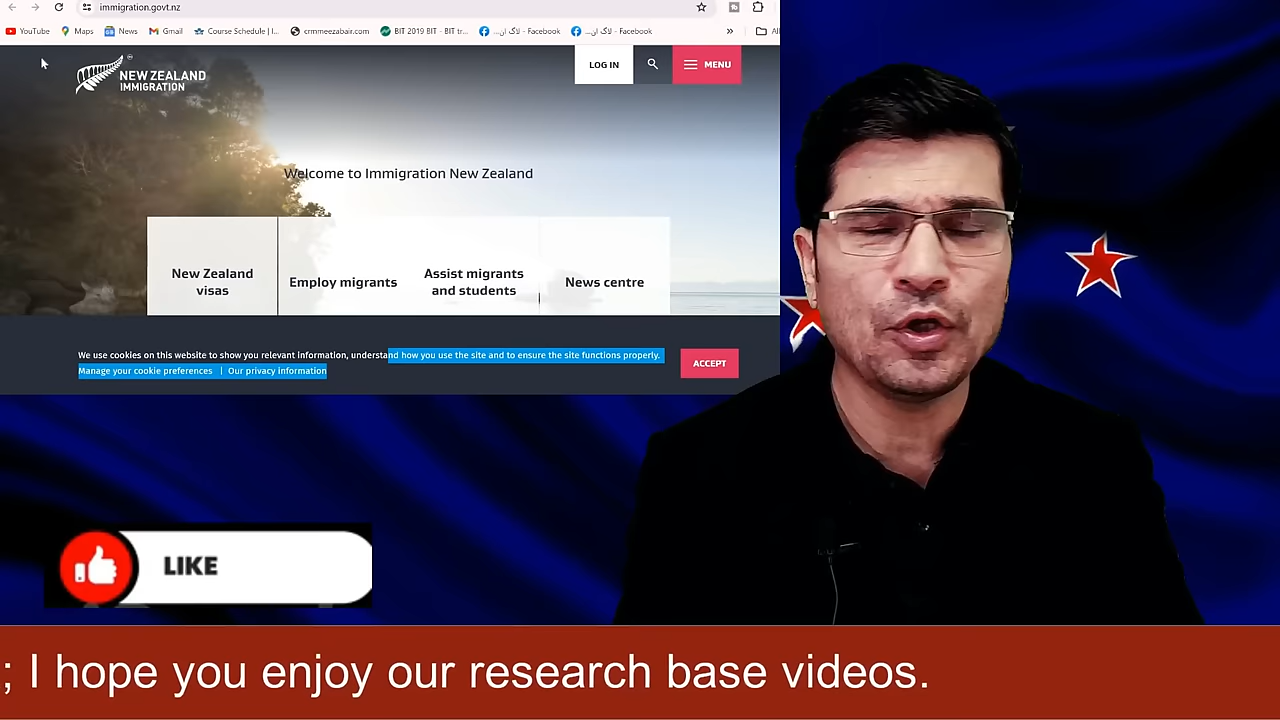 immigration.govt.nz
YouTube
Maps
News
Gmail
Course Schedule | I...
crmmeezabair.com
BIT 2019 BIT - BIT tr...
لاگ ان... - Facebook
لاگ ان... - Facebook
»
NEW ZEALAND
IMMIGRATION
LOG IN
MENU
Welcome to Immigration New Zealand
New Zealand
visas
Employ migrants
Assist migrants
and students
News centre
We use cookies on this website to show you relevant information, understand how you use the site and to ensure the site functions properly.
Manage your cookie preferences | Our privacy information
ACCEPT
LIKE
; I hope you enjoy our research base videos.